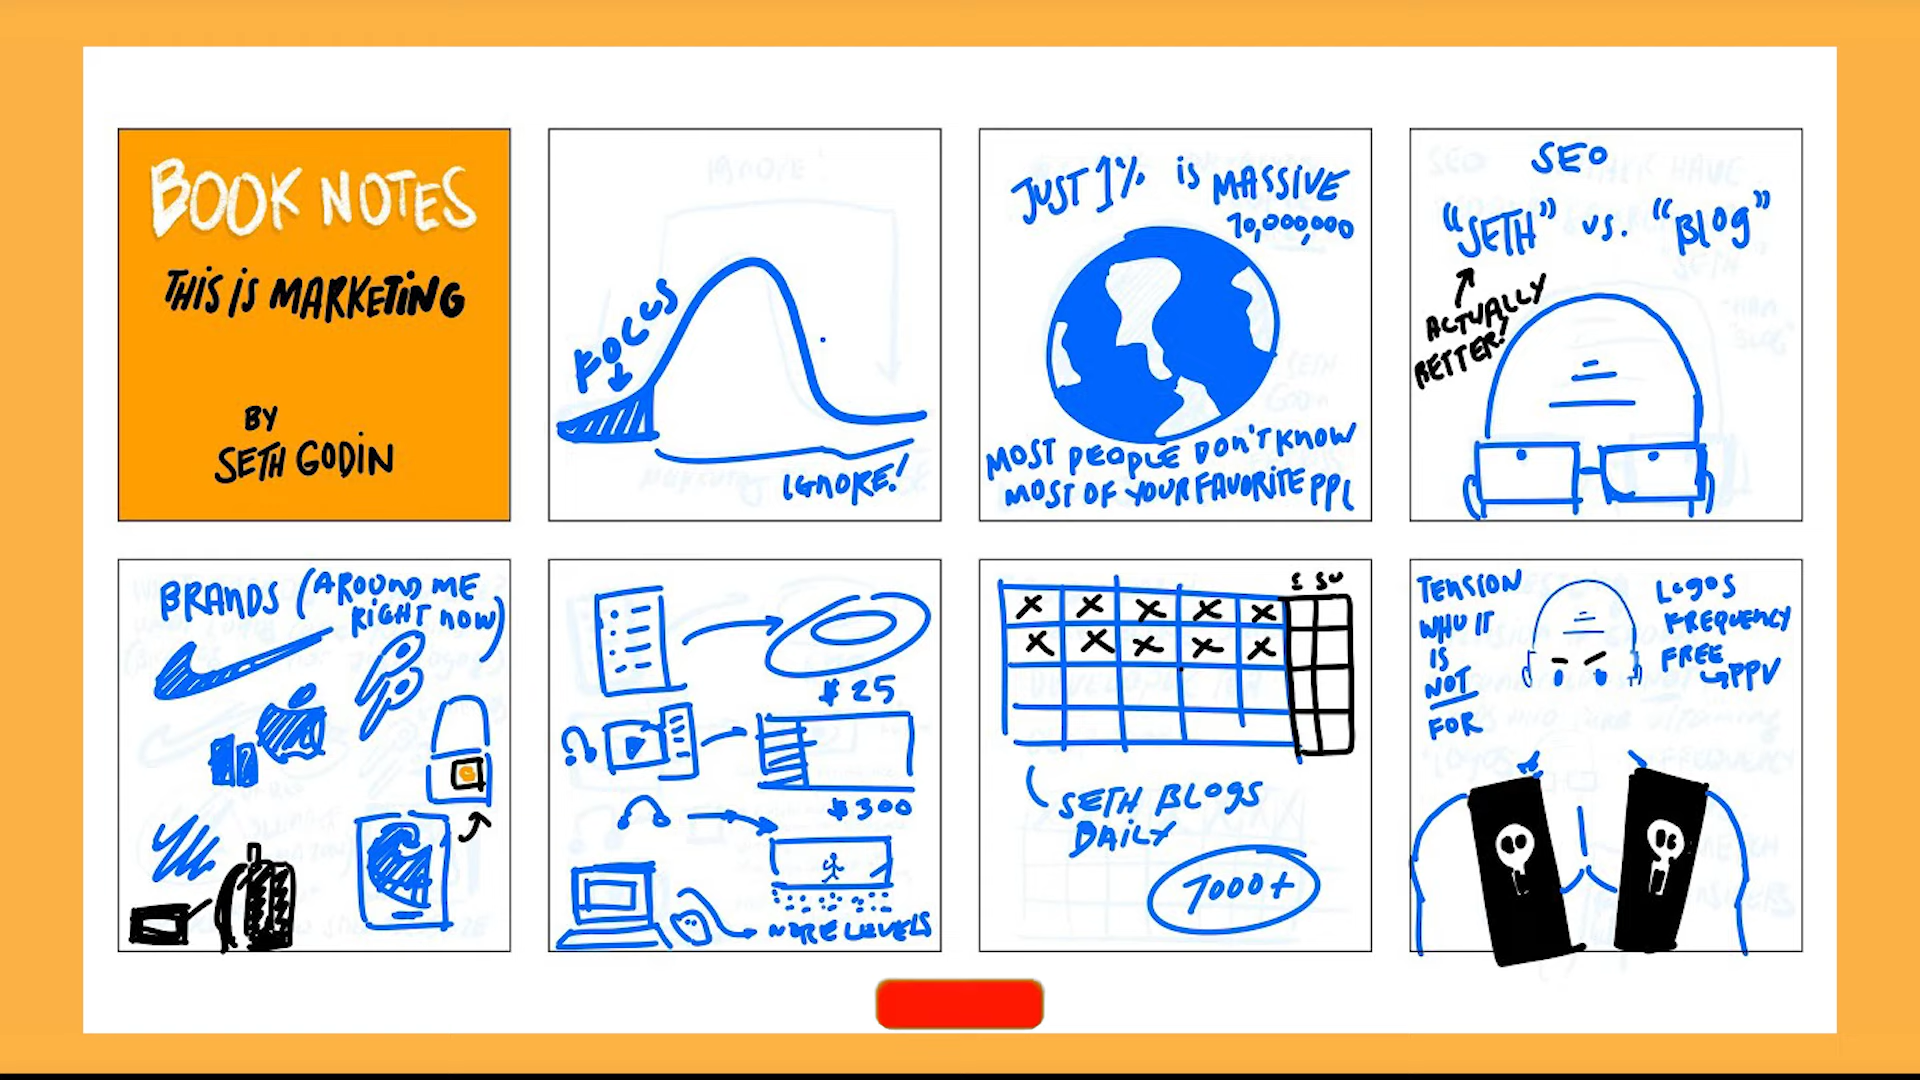 BOOK NOTES
THIS IS MARKETING
BY
SETH GODIN
FOCUS
IGNORE!
JUST 1% IS MASSIVE
70,000,000
MOST PEOPLE DON'T KNOW
MOST OF YOUR FAVORITE PPL
SEO
"SETH" VS. "BLOG"
ACTUALLY
BETTER!
BRANDS (AROUND ME
RIGHT NOW)
$25
$300
MORE LEVELS
S SU
X X X X X
X X X X X
SETH BLOGS
DAILY
7000+
TENSION
WHO IT
IS
NOT
FOR
LOGOS
FREQUENCY
FREE
PPV